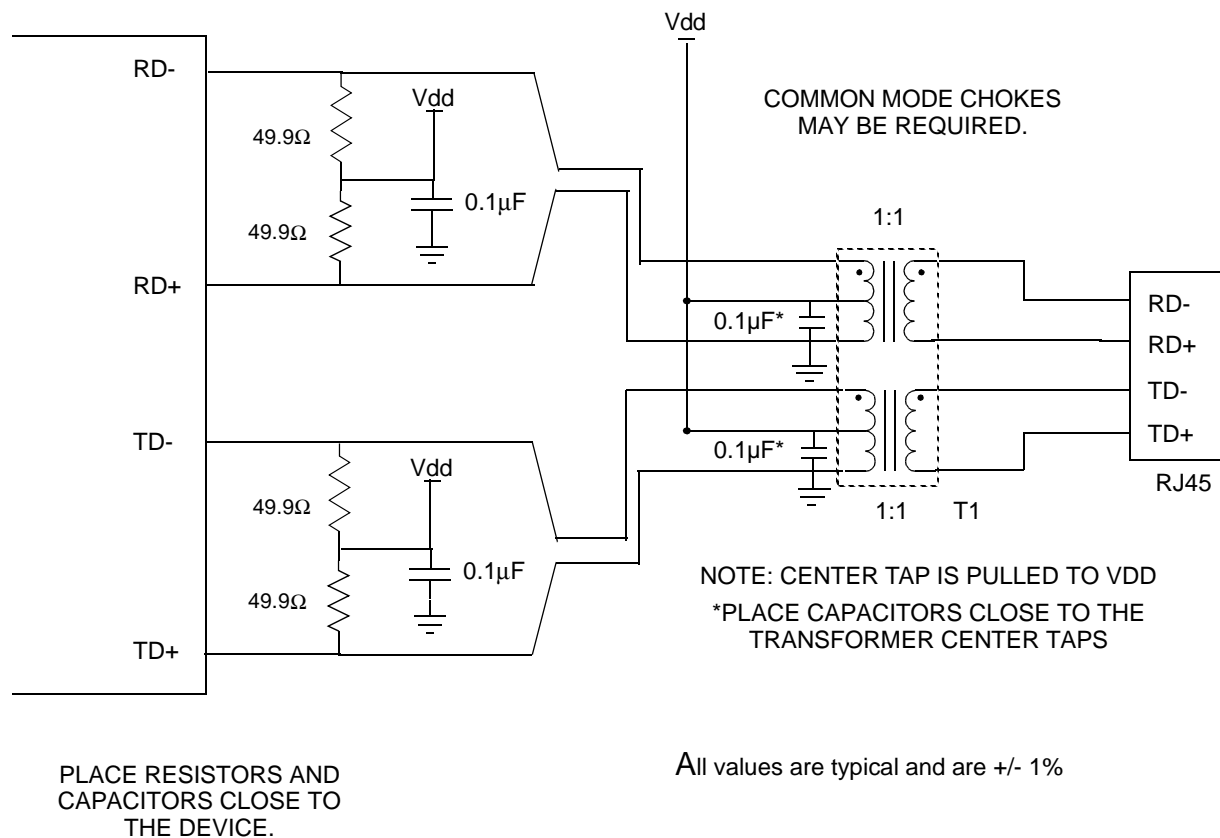 Vdd
RD-
COMMON MODE CHOKES
MAY BE REQUIRED.
Vdd
49.9Ω
0.1μF
49.9Ω
1:1
RD+
RD-
0.1µF*
RD+
TD-
TD-
TD+
0.1µF*
Vdd
RJ45
49.9Ω
1:1
T1
0.1μF
NOTE: CENTER TAP IS PULLED TO VDD
49.9Ω
*PLACE CAPACITORS CLOSE TO THE
TRANSFORMER CENTER TAPS
TD+
PLACE RESISTORS AND
CAPACITORS CLOSE TO
THE DEVICE.
All values are typical and are +/- 1%